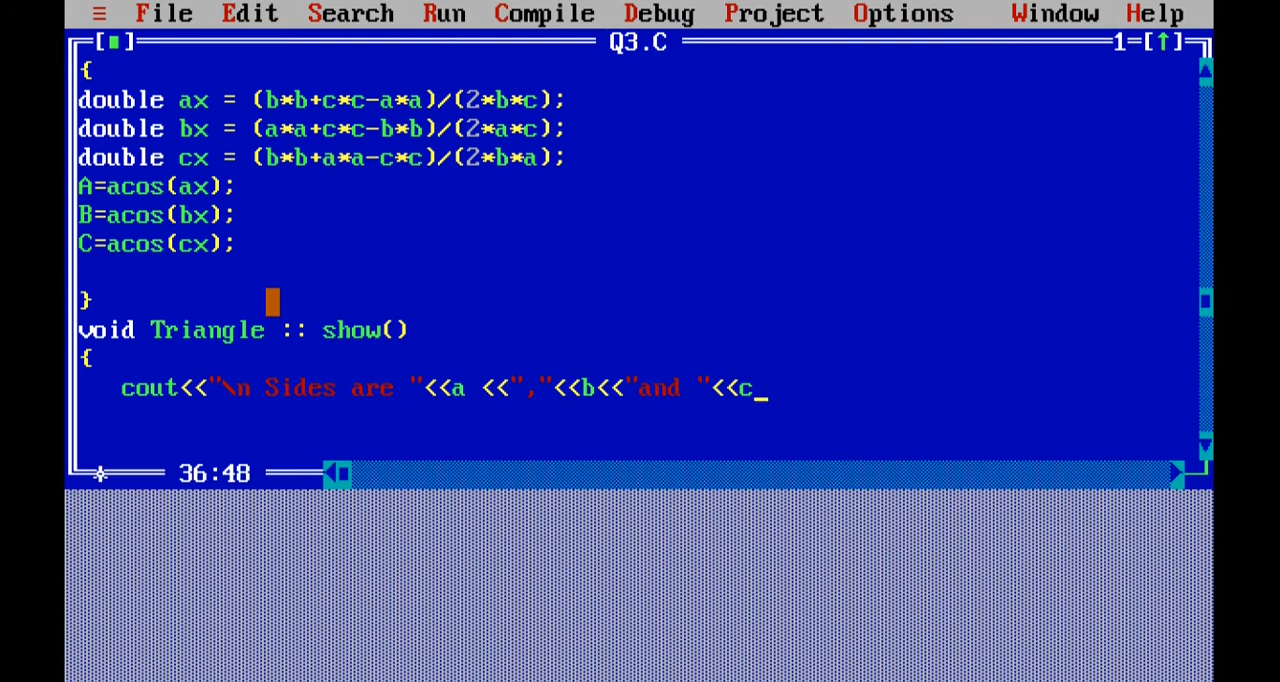 ≡ File Edit Search Run Compile Debug Project Options Window Help
[■] Q3.C 1=[↑]
{
double ax = (b*b+c*c-a*a)/(2*b*c);
double bx = (a*a+c*c-b*b)/(2*a*c);
double cx = (b*b+a*a-c*c)/(2*b*a);
A=acos(ax);
B=acos(bx);
C=acos(cx);
}
void Triangle :: show()
{
cout<<"\n Sides are "<<a <<","<<b<<"and "<<c_
36:48